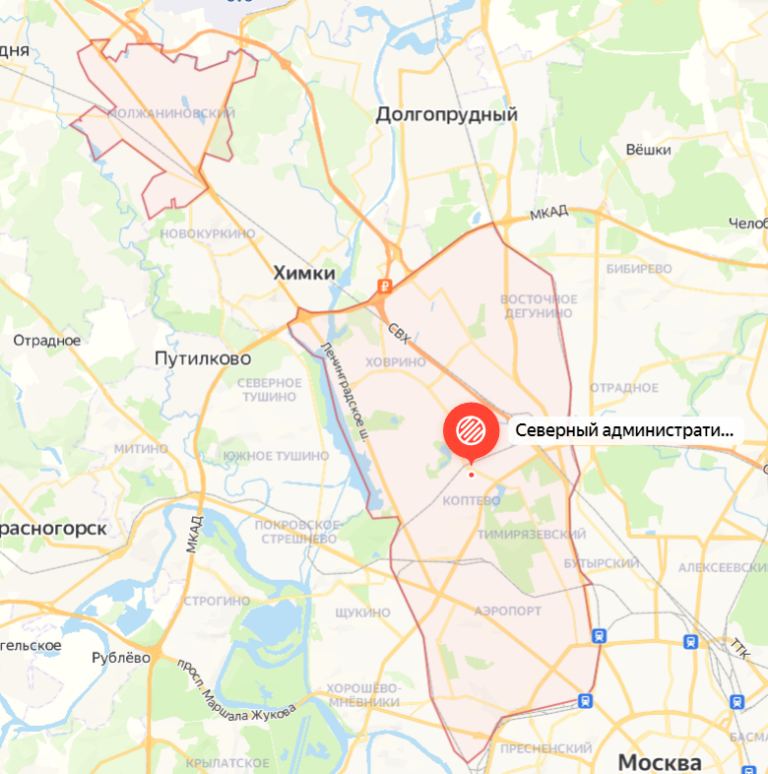 дня
МОЛЖАНИНОВСКИЙ
Долгопрудный
Вёшки
МКАД
Челоб
НОВОКУРКИНО
Химки
БИБИРЕВО
ВОСТОЧНОЕ
ДЕГУНИНО
СВХ
Отрадное
Путилково
Ленинградское ш.
ХОВРИНО
СЕВЕРНОЕ
ТУШИНО
ОТРАДНОЕ
Северный администрати...
МИТИНО
ЮЖНОЕ ТУШИНО
КОПТЕВО
расногорск
МКАД
ПОКРОВСКОЕ-
СТРЕШНЕВО
ТИМИРЯЗЕВСКИЙ
БУТЫРСКИЙ
АЛЕКСЕЕВСКИ
СТРОГИНО
ЩУКИНО
АЭРОПОРТ
гельское
Рублёво
просп. Маршала Жукова
ТТК
ХОРОШЁВО-
МНЁВНИКИ
БАСМА
ПРЕСНЕНСКИЙ
КРЫЛАТСКОЕ
Москва